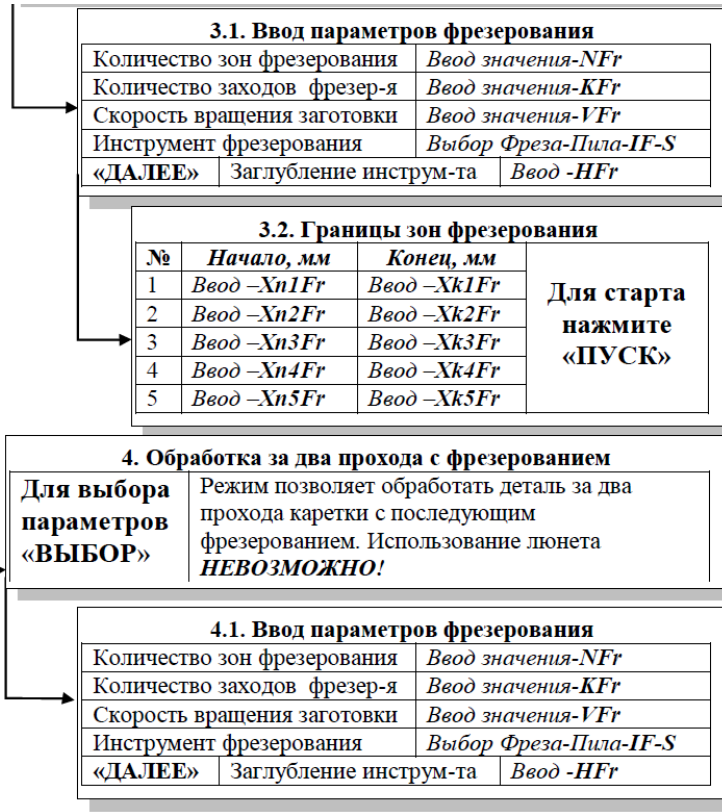 3.1. Ввод параметров фрезерования
Количество зон фрезерования Ввод значения-NFr
Количество заходов фрезер-я Ввод значения-KFr
Скорость вращения заготовки Ввод значения-VFr
Инструмент фрезерования Выбор Фреза-Пила-IF-S
«ДАЛЕЕ» Заглубление инструм-та Ввод -HFr
3.2. Границы зон фрезерования
№ Начало, мм Конец, мм
1 Ввод –Xn1Fr Ввод –Xk1Fr
2 Ввод –Xn2Fr Ввод –Xk2Fr
3 Ввод –Xn3Fr Ввод –Xk3Fr
4 Ввод –Xn4Fr Ввод –Xk4Fr
5 Ввод –Xn5Fr Ввод –Xk5Fr
Для старта
нажмите
«ПУСК»
4. Обработка за два прохода с фрезерованием
Для выбора
параметров
«ВЫБОР»
Режим позволяет обработать деталь за два
прохода каретки с последующим
фрезерованием. Использование люнета
НЕВОЗМОЖНО!
4.1. Ввод параметров фрезерования
Количество зон фрезерования Ввод значения-NFr
Количество заходов фрезер-я Ввод значения-KFr
Скорость вращения заготовки Ввод значения-VFr
Инструмент фрезерования Выбор Фреза-Пила-IF-S
«ДАЛЕЕ» Заглубление инструм-та Ввод -HFr